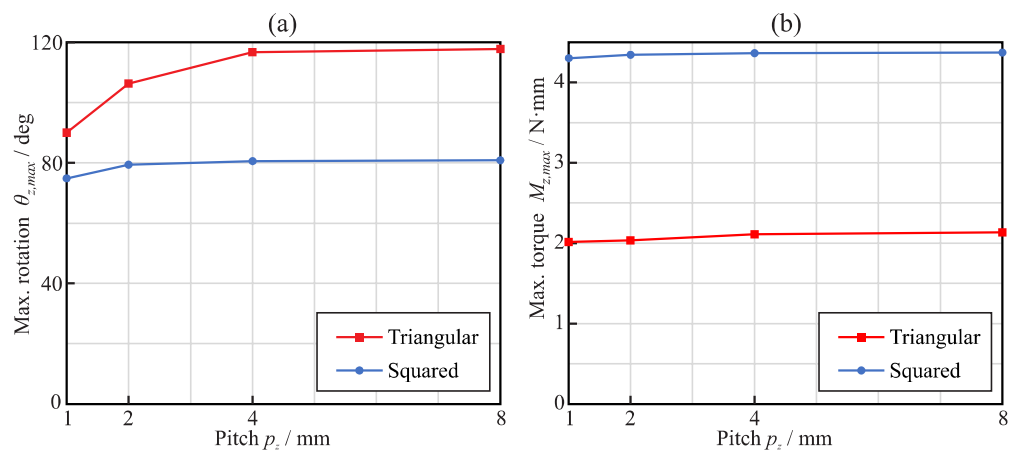 (a)
Max. rotation θz,max / deg
120
80
40
0
1 2 4 8
Pitch pz / mm
Triangular
Squared
(b)
Max. torque Mz,max / N·mm
4
3
2
1
0
1 2 4 8
Pitch pz / mm
Triangular
Squared